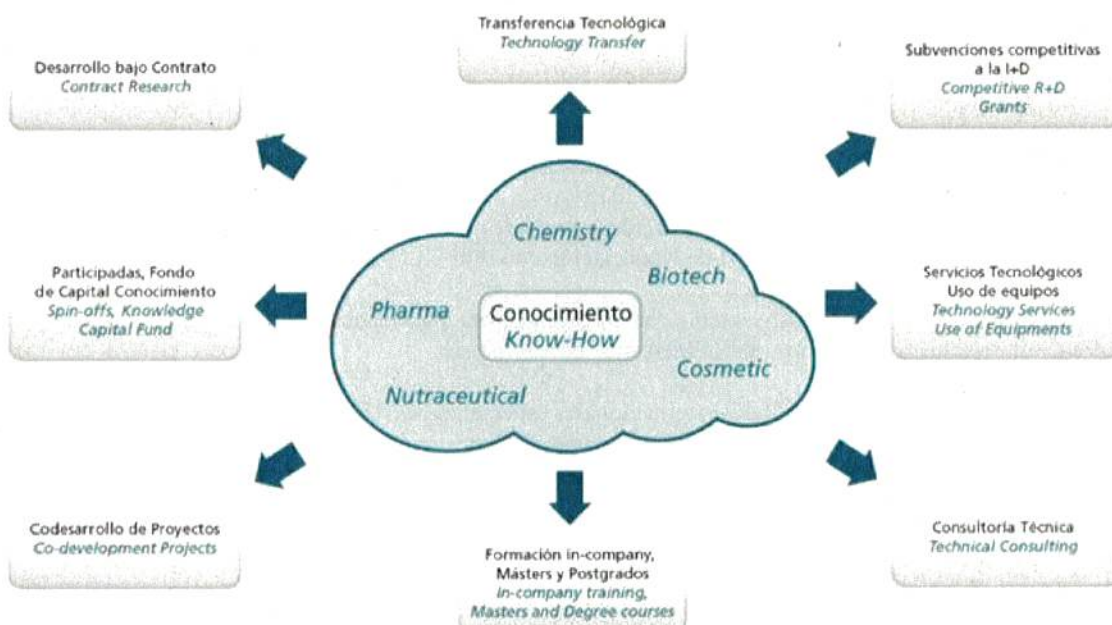 Transferencia Tecnológica
Technology Transfer
Desarrollo bajo Contrato
Contract Research
Subvenciones competitivas
a la I+D
Competitive R+D
Grants
Chemistry
Biotech
Pharma
Conocimiento
Know-How
Cosmetic
Nutraceutical
Participadas, Fondo
de Capital Conocimiento
Spin-offs, Knowledge
Capital Fund
Servicios Tecnológicos
Uso de equipos
Technology Services
Use of Equipments
Codesarrollo de Proyectos
Co-development Projects
Formación in-company,
Másters y Postgrados
In-company training,
Masters and Degree courses
Consultoría Técnica
Technical Consulting